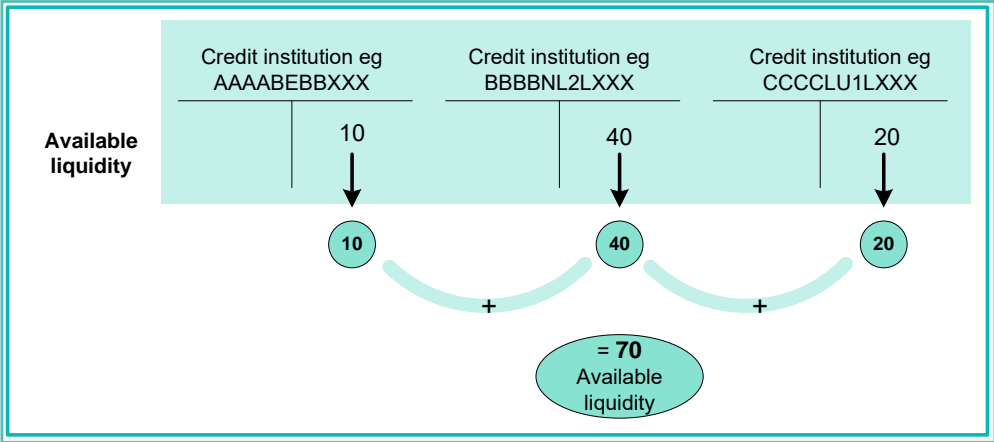 Credit institution eg
AAAABEBBXXX
Credit institution eg
BBBBNL2LXXX
Credit institution eg
CCCCLU1LXXX
Available
liquidity
10
40
20
10
40
20
+
+
= 70
Available
liquidity